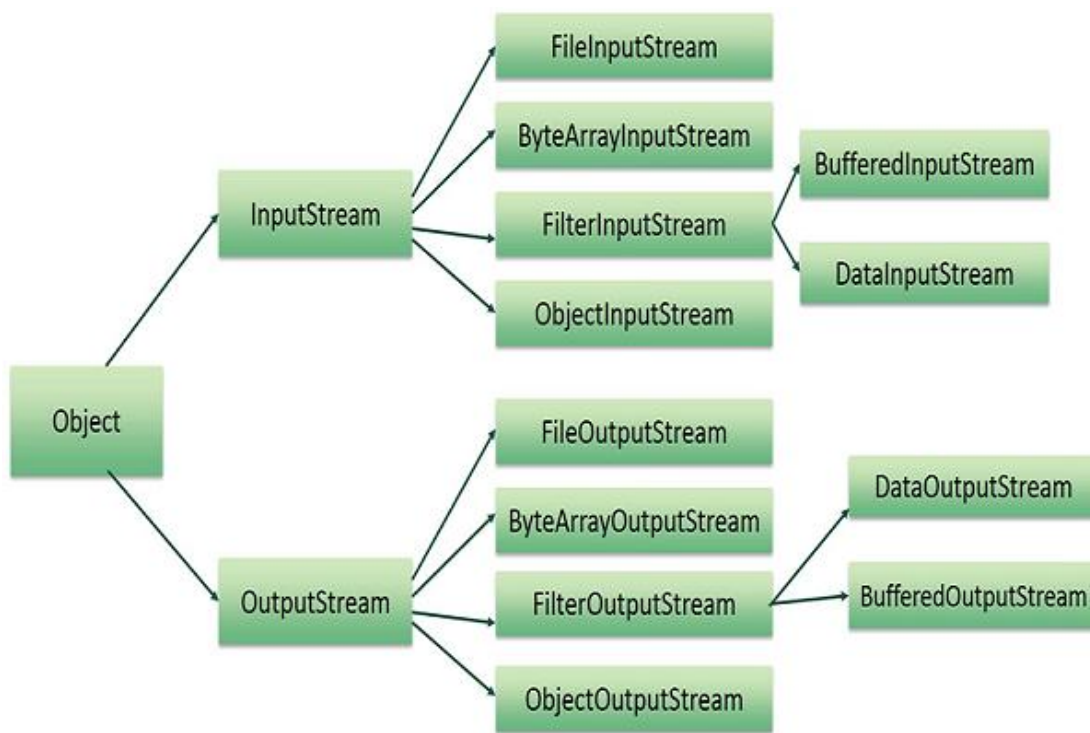 FileInputStream
ByteArrayInputStream
BufferedInputStream
InputStream
FilterInputStream
DataInputStream
ObjectInputStream
Object
FileOutputStream
DataOutputStream
ByteArrayOutputStream
OutputStream
FilterOutputStream
BufferedOutputStream
ObjectOutputStream